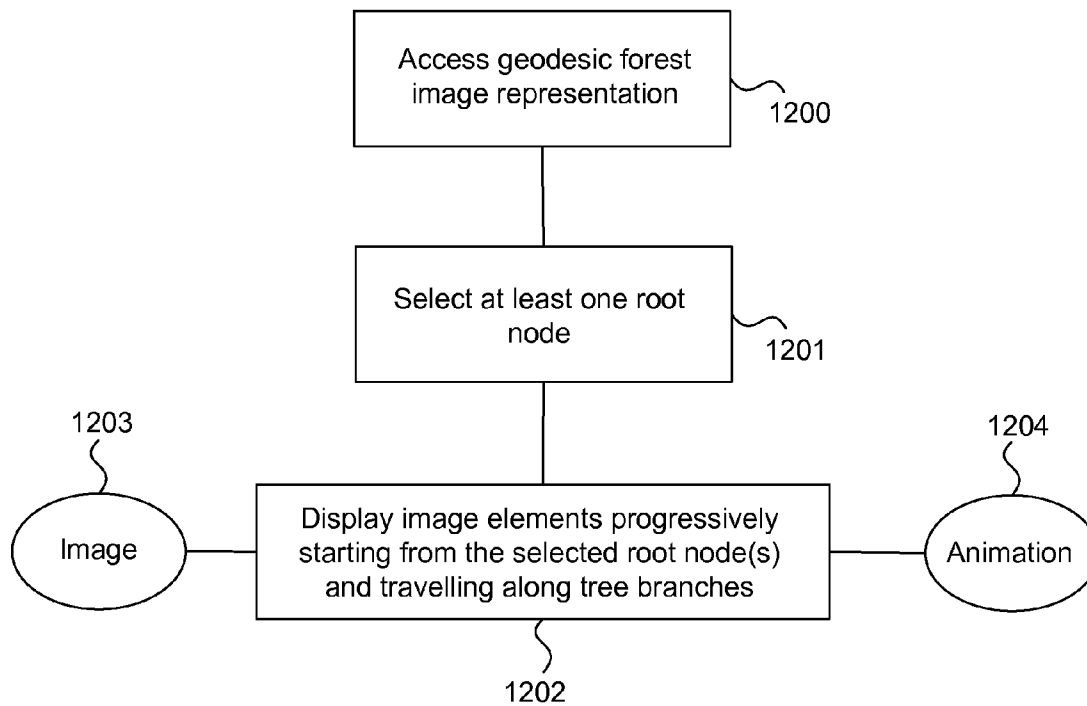 Access geodesic forest
image representation
1200
Select at least one root
node
1201
1203
1204
Image
Display image elements progressively
starting from the selected root node(s)
and travelling along tree branches
Animation
1202